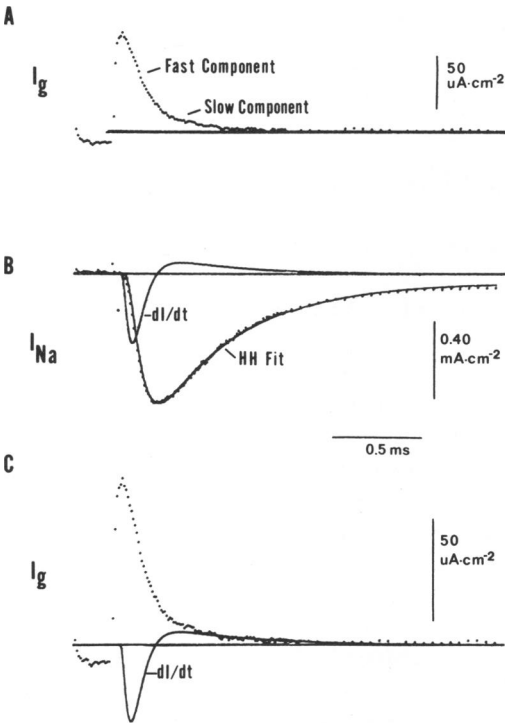 A
Ig
Fast Component
Slow Component
50
uA·cm-2
B
INa
dI/dt
HH Fit
0.40
mA·cm-2
0.5 ms
C
Ig
50
uA·cm-2
dI/dt